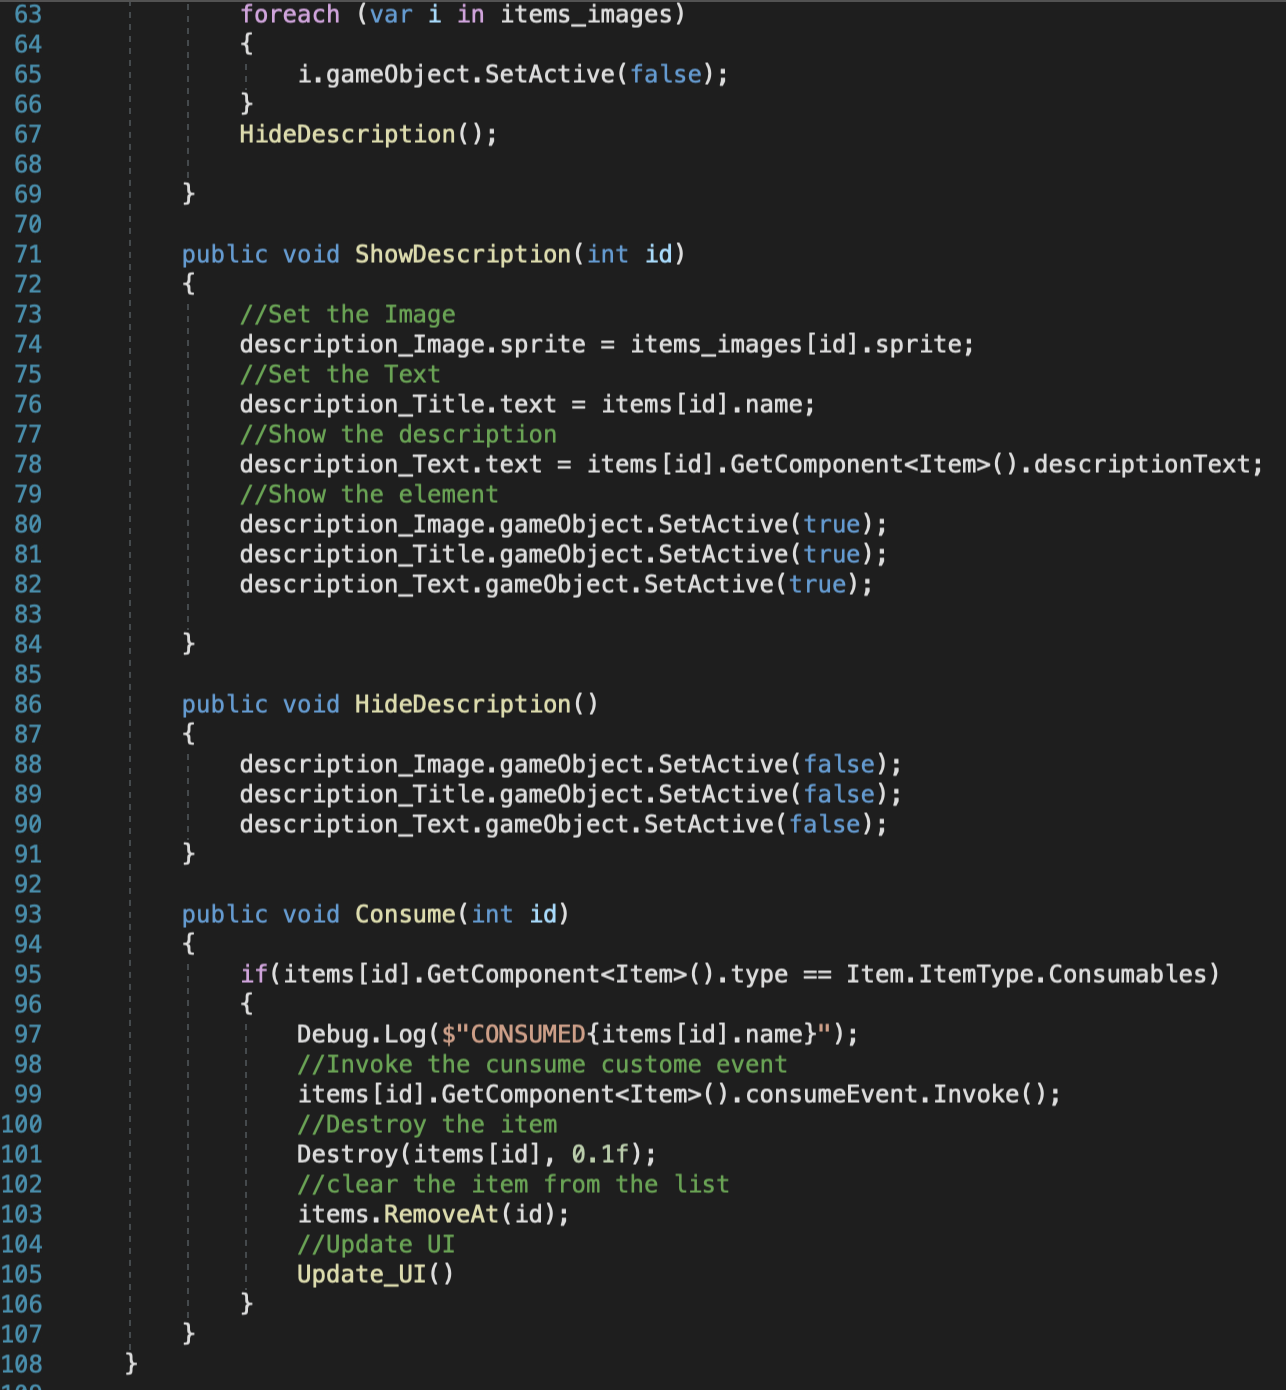 63 foreach (var i in items_images)
64 {
65 i.gameObject.SetActive(false);
66 }
67 HideDescription();
68
69 }
70
71 public void ShowDescription(int id)
72 {
73 //Set the Image
74 description_Image.sprite = items_images[id].sprite;
75 //Set the Text
76 description_Title.text = items[id].name;
77 //Show the description
78 description_Text.text = items[id].GetComponent<Item>().descriptionText;
79 //Show the element
80 description_Image.gameObject.SetActive(true);
81 description_Title.gameObject.SetActive(true);
82 description_Text.gameObject.SetActive(true);
83
84 }
85
86 public void HideDescription()
87 {
88 description_Image.gameObject.SetActive(false);
89 description_Title.gameObject.SetActive(false);
90 description_Text.gameObject.SetActive(false);
91 }
92
93 public void Consume(int id)
94 {
95 if(items[id].GetComponent<Item>().type == Item.ItemType.Consumables)
96 {
97 Debug.Log($"CONSUMED{items[id].name}");
98 //Invoke the cunsume custome event
99 items[id].GetComponent<Item>().consumeEvent.Invoke();
100 //Destroy the item
101 Destroy(items[id], 0.1f);
102 //clear the item from the list
103 items.RemoveAt(id);
104 //Update UI
105 Update_UI()
106 }
107 }
108 }